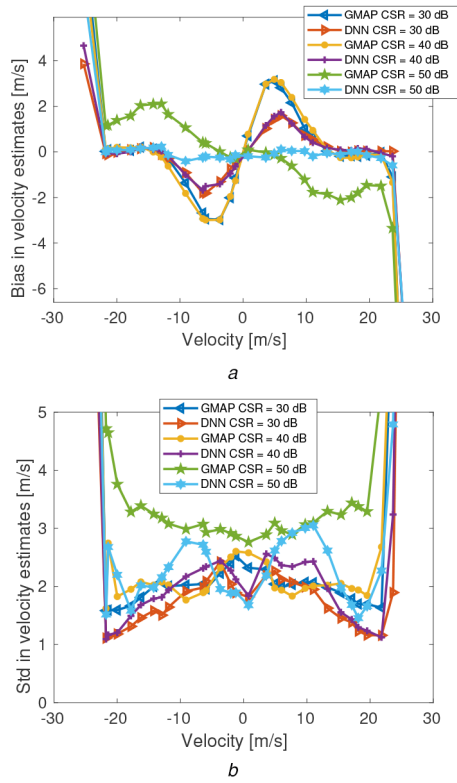 GMAP CSR = 30 dB
DNN CSR = 30 dB
GMAP CSR = 40 dB
DNN CSR = 40 dB
GMAP CSR = 50 dB
DNN CSR = 50 dB
Bias in velocity estimates [m/s]
4
2
0
-2
-4
-6
-30 -20 -10 0 10 20 30
Velocity [m/s]
a
GMAP CSR = 30 dB
DNN CSR = 30 dB
GMAP CSR = 40 dB
DNN CSR = 40 dB
GMAP CSR = 50 dB
DNN CSR = 50 dB
Std in velocity estimates [m/s]
5
4
3
2
1
0
-30 -20 -10 0 10 20 30
Velocity [m/s]
b